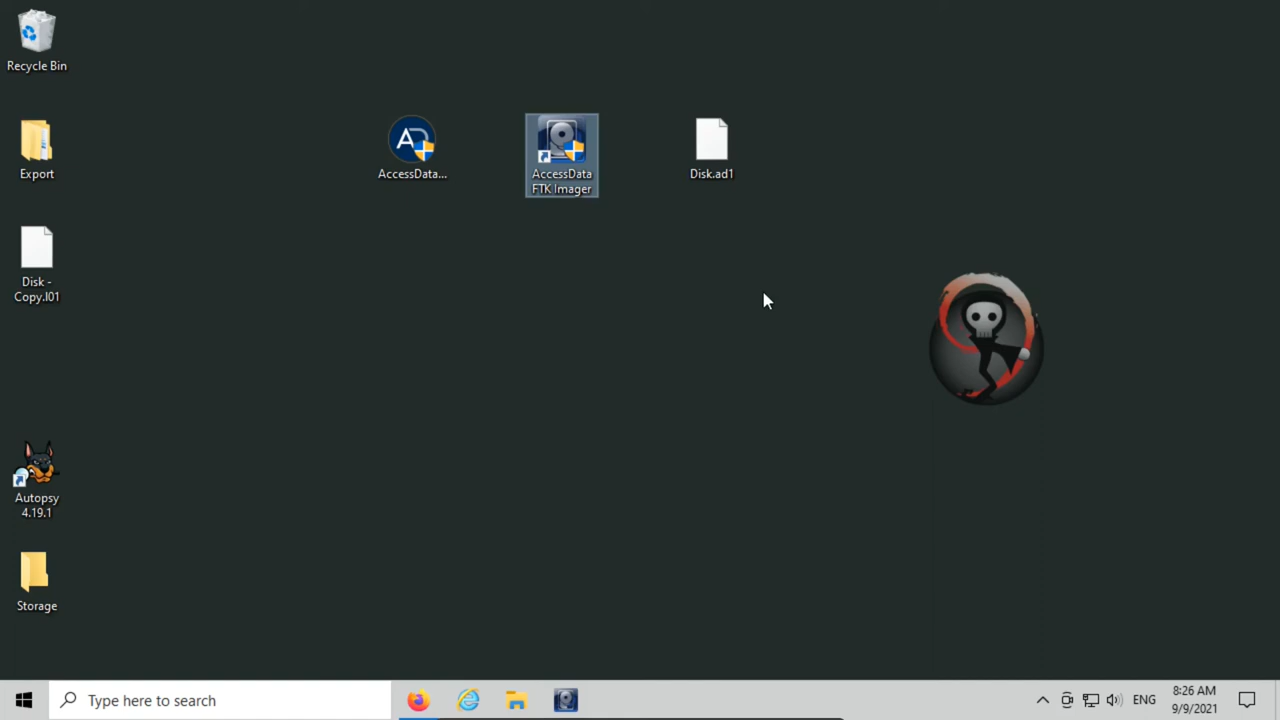 Recycle Bin
Export
AccessData...
AccessData
FTK Imager
Disk.ad1
Disk -
Copy.l01
Autopsy
4.19.1
Storage
Type here to search
ENG
8:26 AM
9/9/2021